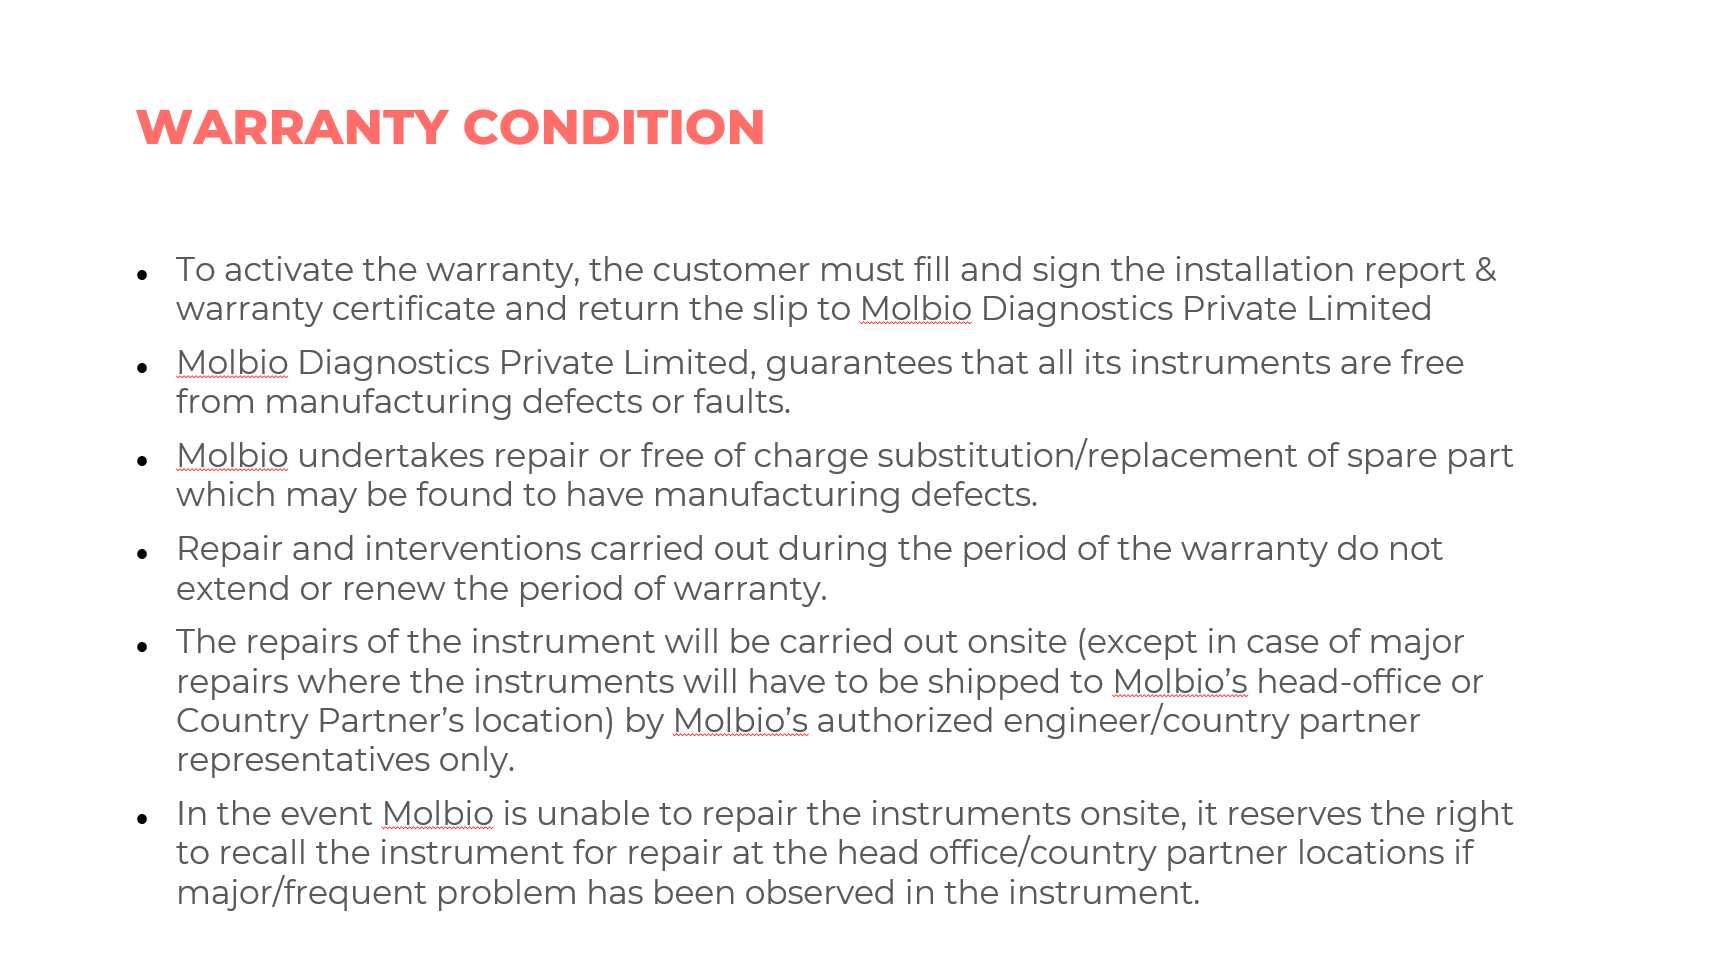 WARRANTY CONDITION
• To activate the warranty, the customer must fill and sign the installation report &
warranty certificate and return the slip to Molbio Diagnostics Private Limited
• Molbio Diagnostics Private Limited, guarantees that all its instruments are free
from manufacturing defects or faults.
• Molbio undertakes repair or free of charge substitution/replacement of spare part
which may be found to have manufacturing defects.
• Repair and interventions carried out during the period of the warranty do not
extend or renew the period of warranty.
• The repairs of the instrument will be carried out onsite (except in case of major
repairs where the instruments will have to be shipped to Molbio’s head-office or
Country Partner’s location) by Molbio’s authorized engineer/country partner
representatives only.
• In the event Molbio is unable to repair the instruments onsite, it reserves the right
to recall the instrument for repair at the head office/country partner locations if
major/frequent problem has been observed in the instrument.